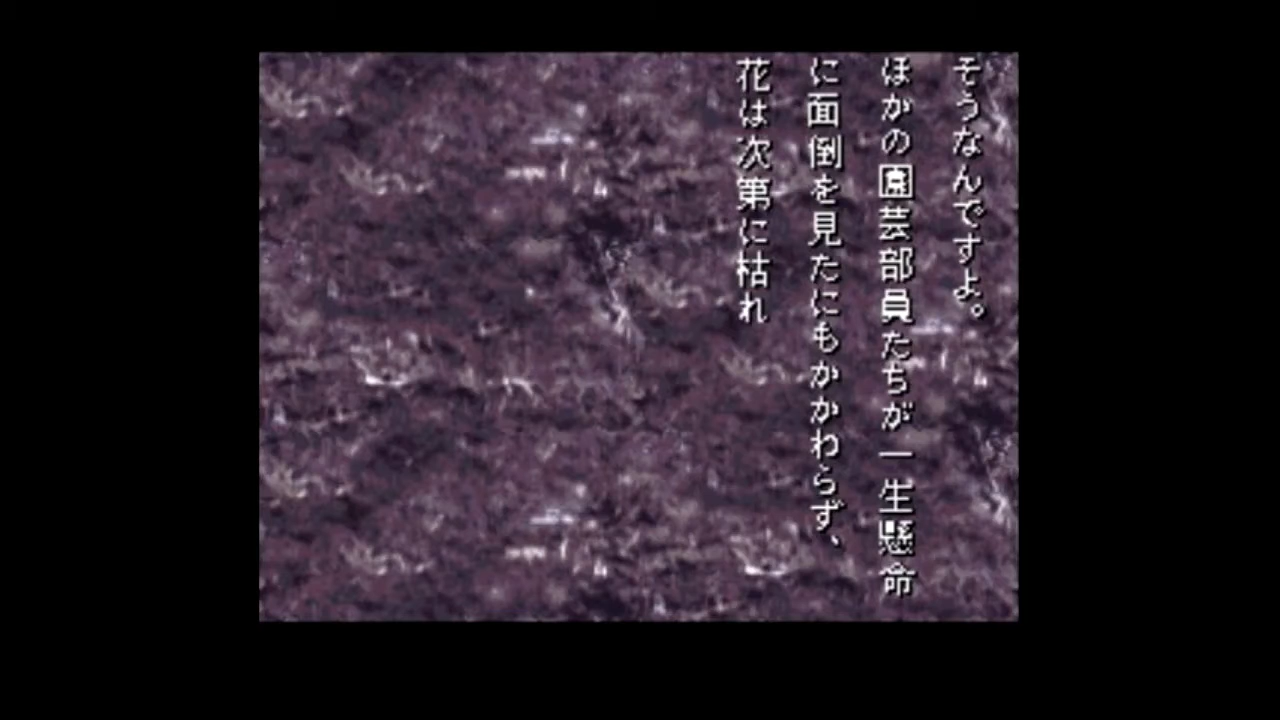 そうなんですよ。
ほかの園芸部員たちが一生懸命
に面倒を見たにもかかわらず、
花は次第に枯れ